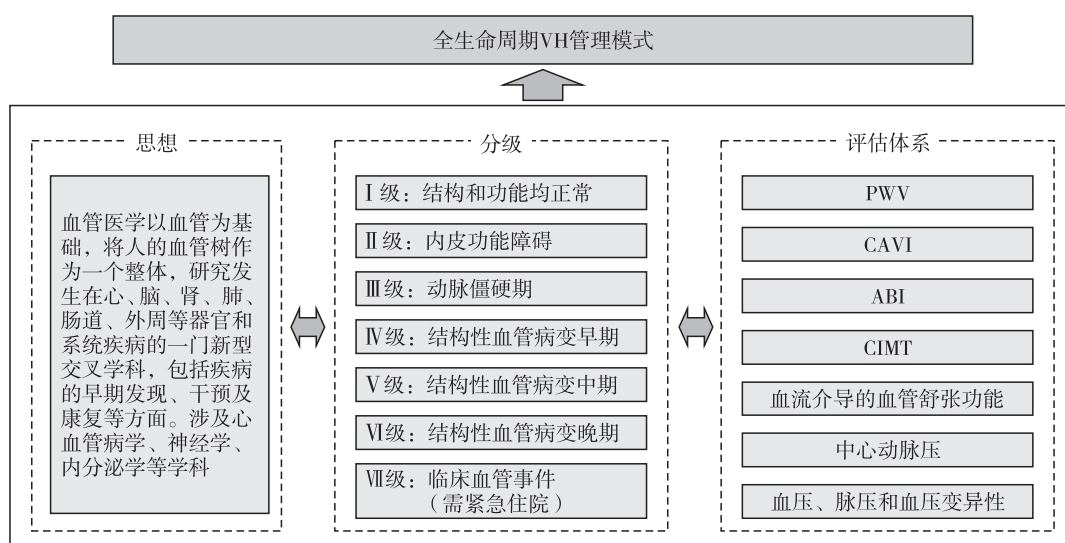 全生命周期VH管理模式
思想
血管医学以血管为基
础，将人的血管树作
为一个整体，研究发
生在心、脑、肾、肺、
肠道、外周等器官和
系统疾病的一门新型
交叉学科，包括疾病
的早期发现、干预及
康复等方面。涉及心
血管病学、神经学、
内分泌学等学科
分级
Ⅰ级：结构和功能均正常
Ⅱ级：内皮功能障碍
Ⅲ级：动脉僵硬期
Ⅳ级：结构性血管病变早期
Ⅴ级：结构性血管病变中期
Ⅵ级：结构性血管病变晚期
Ⅶ级：临床血管事件
（需紧急住院）
评估体系
PWV
CAVI
ABI
CIMT
血流介导的血管舒张功能
中心动脉压
血压、脉压和血压变异性